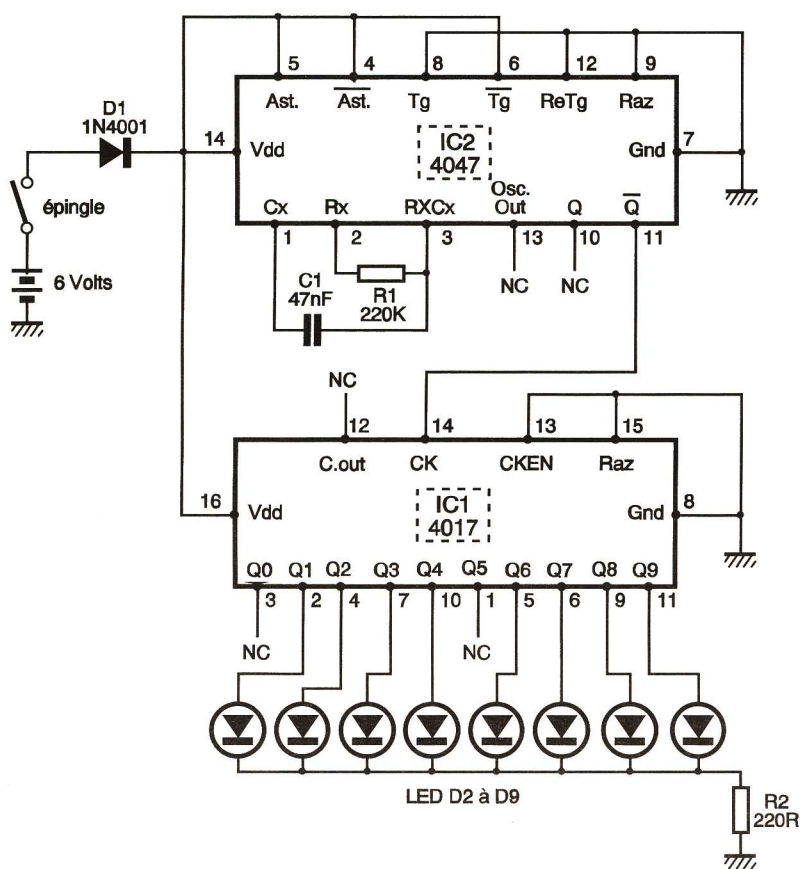 5 4 8 6 12 9
Ast. Ast. Tg Tg ReTg Raz
D1
1N4001
14 Vdd
IC2
4047
Gnd 7
épingle
Cx Rx RXCx Osc.
Out Q Q
1 2 3 13 10 11
6 Volts
C1
47nF
R1
220K
NC NC
NC
12 14 13 15
C.out CK CKEN Raz
16 Vdd
IC1
4017
Gnd 8
Q0 Q1 Q2 Q3 Q4 Q5 Q6 Q7 Q8 Q9
3 2 4 7 10 1 5 6 9 11
NC NC
LED D2 à D9
R2
220R